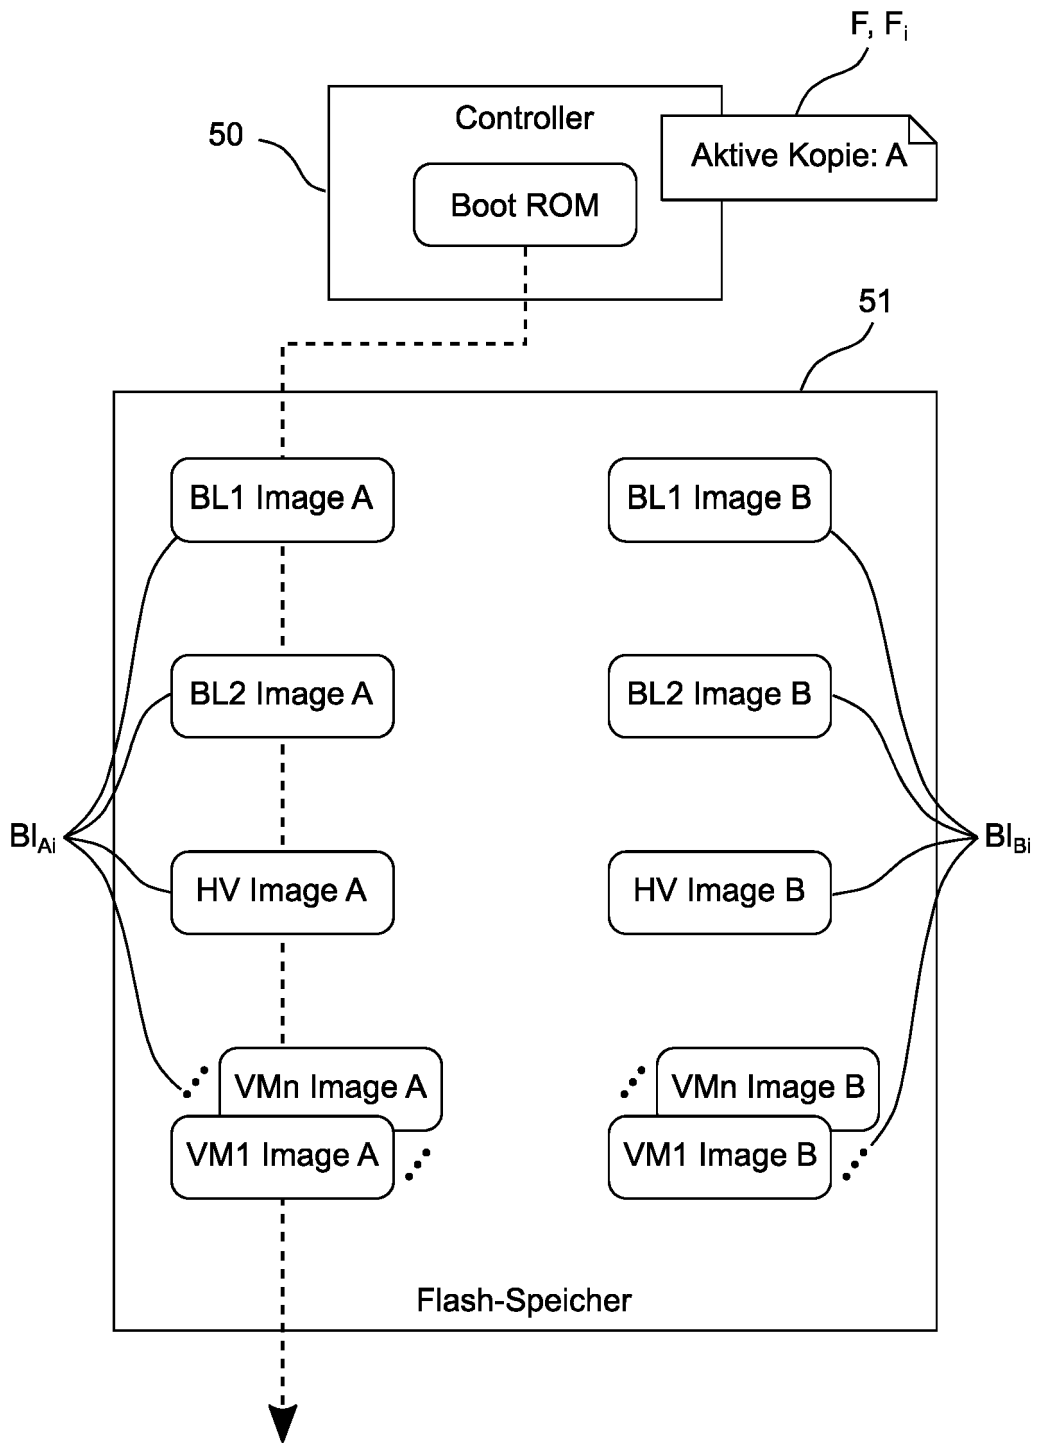 F, Fi
Controller
50
Aktive Kopie: A
Boot ROM
51
BL1 Image A
BL1 Image B
BL2 Image A
BL2 Image B
BIAi
BIBi
HV Image A
HV Image B
VMn Image A
VMn Image B
VM1 Image A
VM1 Image B
Flash-Speicher